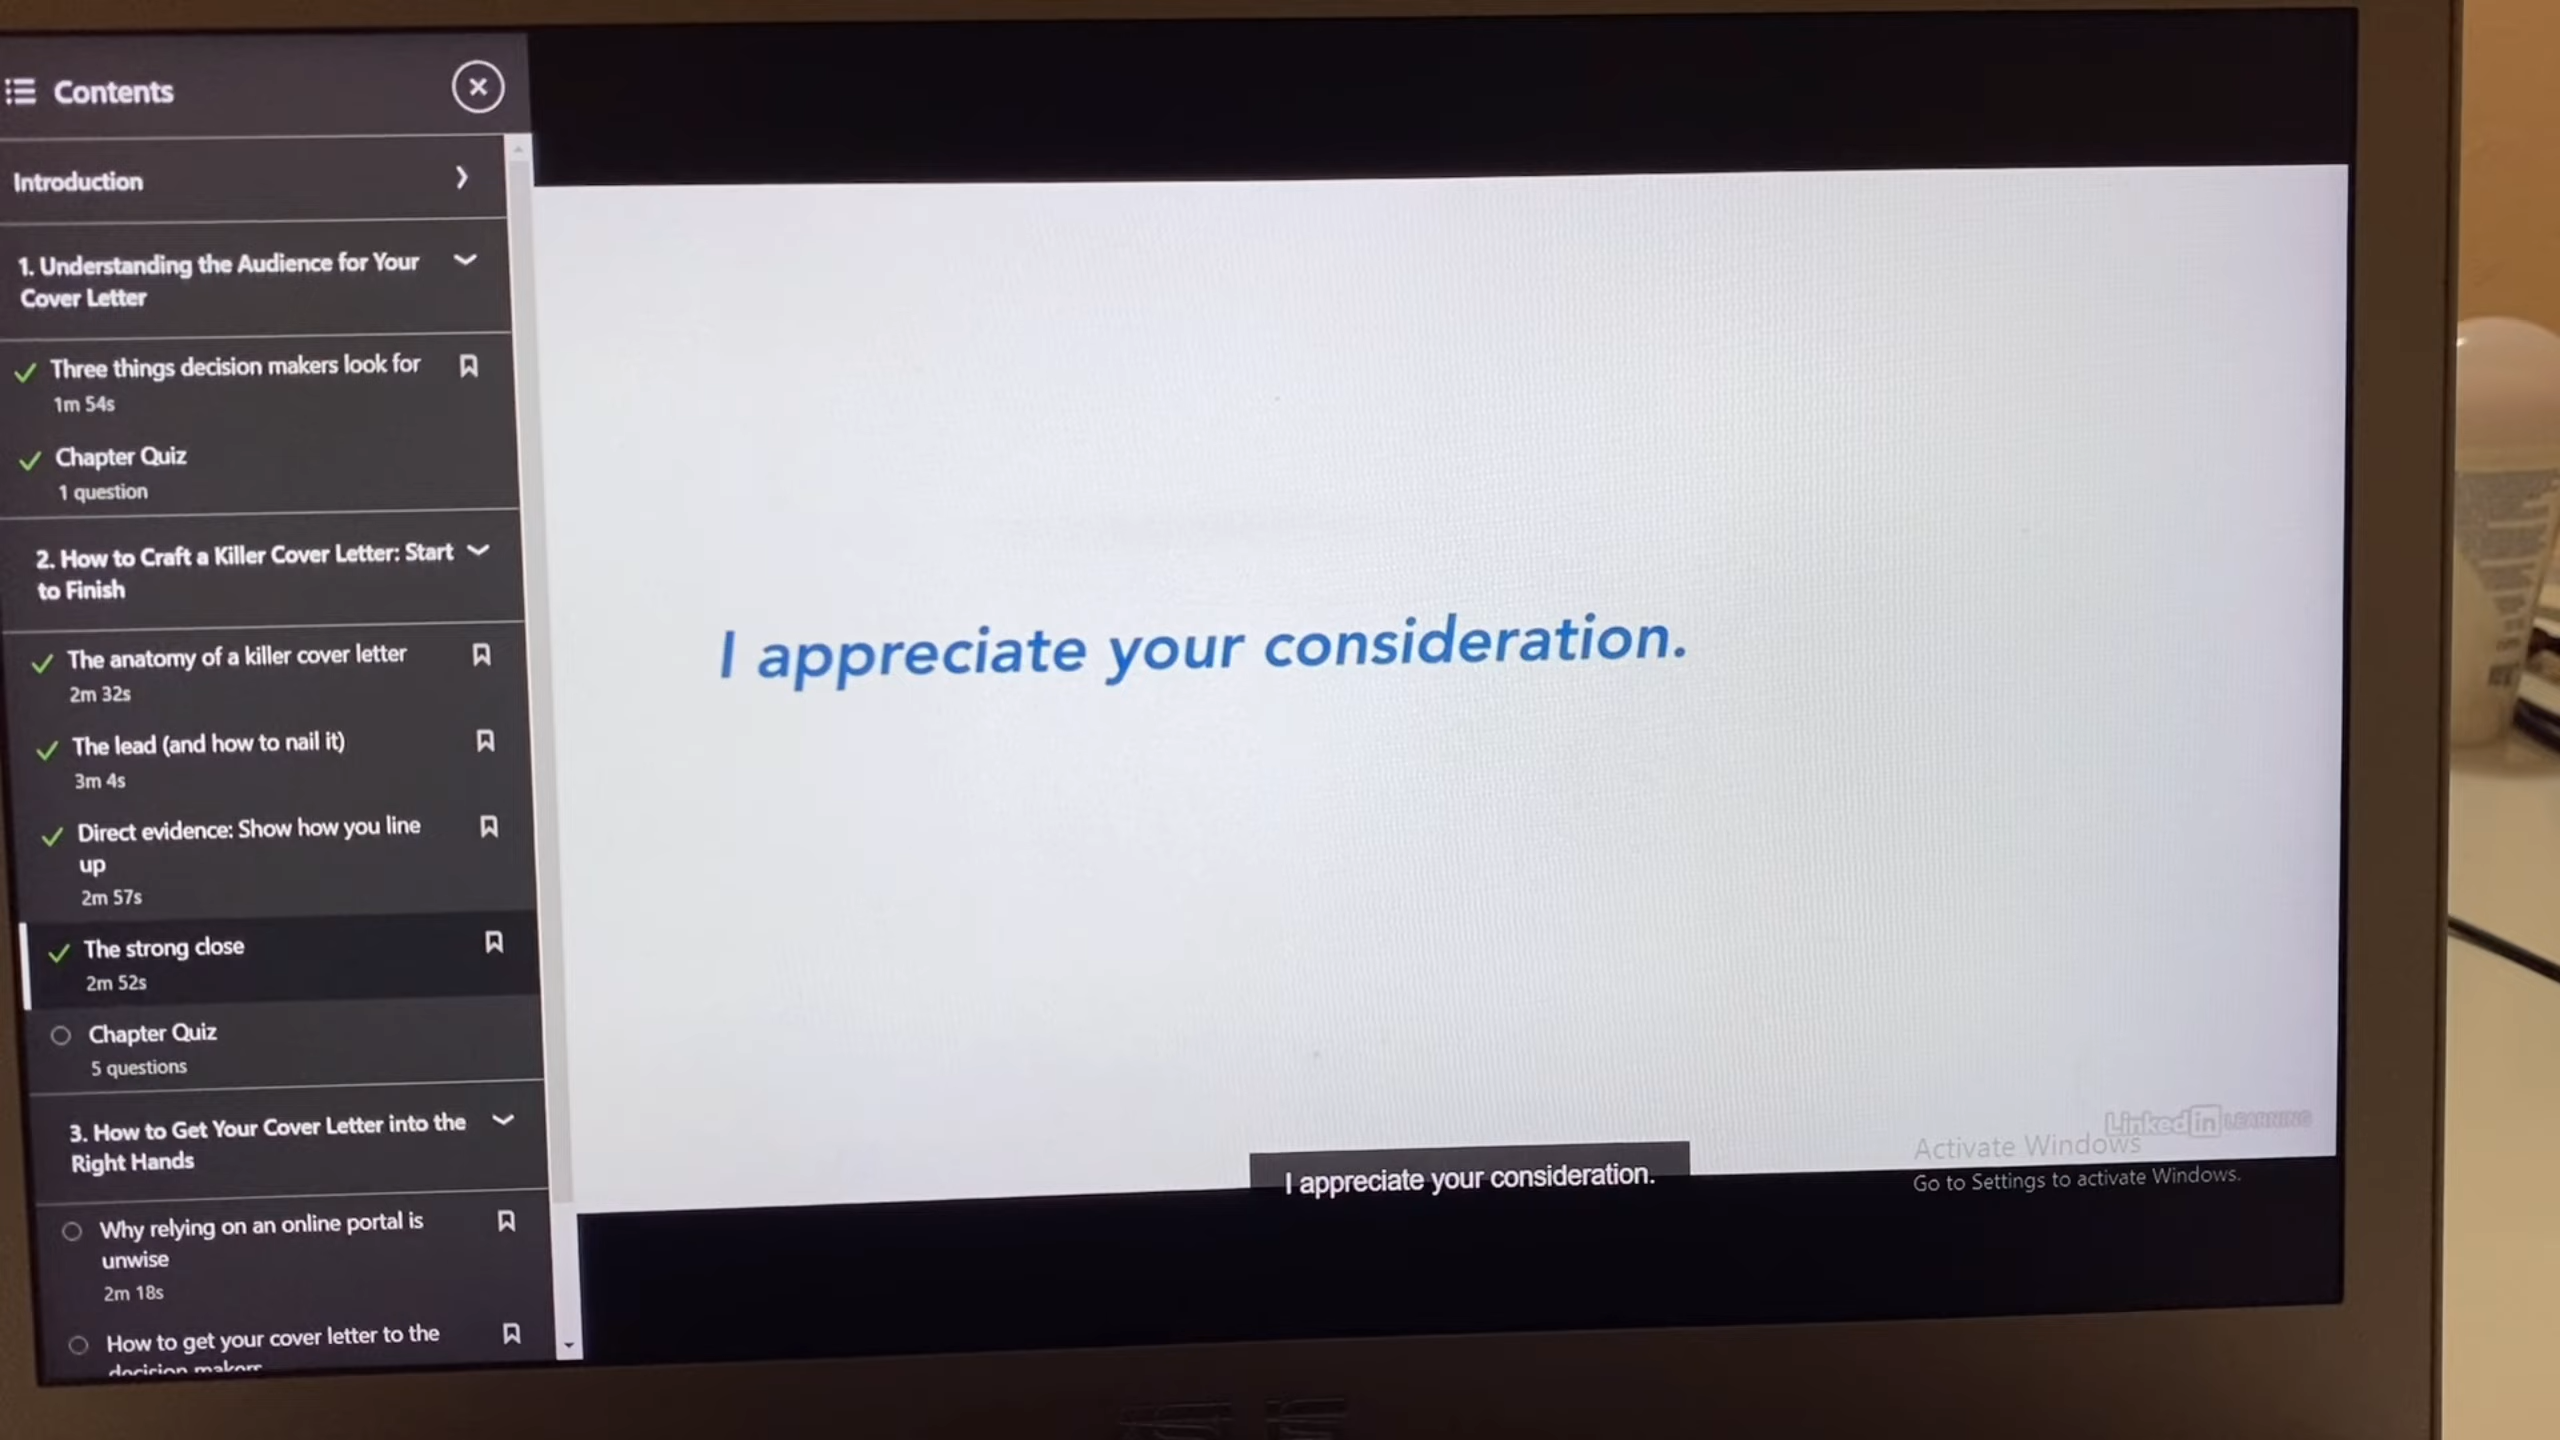 Contents
Introduction
1. Understanding the Audience for Your
Cover Letter
Three things decision makers look for
1m 54s
Chapter Quiz
1 question
2. How to Craft a Killer Cover Letter: Start
to Finish
The anatomy of a killer cover letter
2m 32s
The lead (and how to nail it)
3m 4s
Direct evidence: Show how you line
up
2m 57s
The strong close
2m 52s
Chapter Quiz
5 questions
3. How to Get Your Cover Letter into the
Right Hands
Why relying on an online portal is
unwise
2m 18s
How to get your cover letter to the
decision makers
I appreciate your consideration.
LinkedIn LEARNING
I appreciate your consideration.
Activate Windows
Go to Settings to activate Windows.